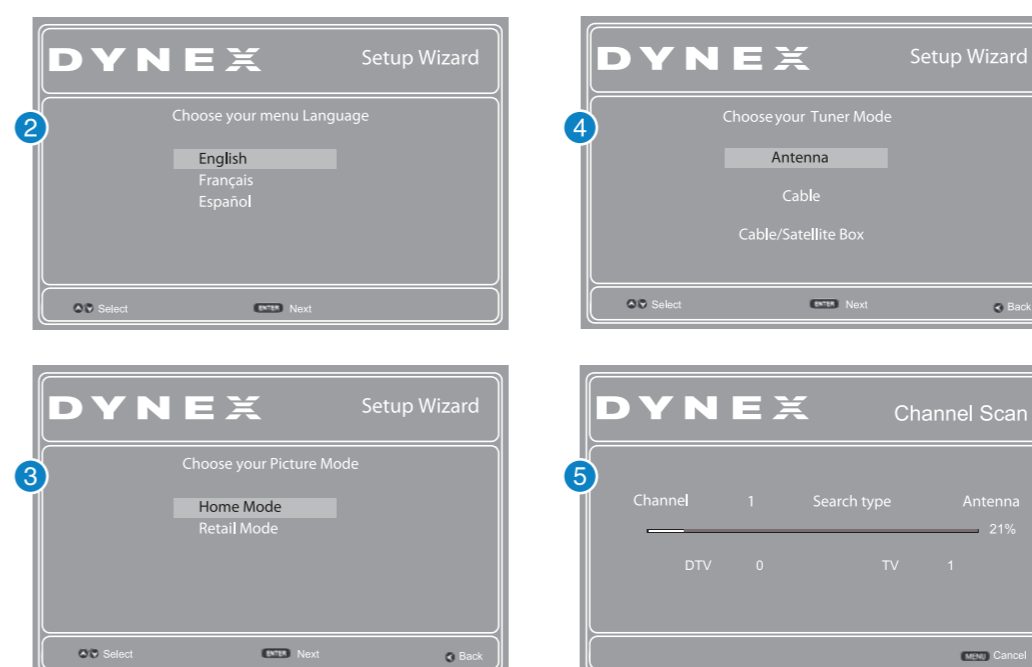 2
DYNEX Setup Wizard
Choose your menu Language
English
Français
Español
Select ENTER Next
3
DYNEX Setup Wizard
Choose your Picture Mode
Home Mode
Retail Mode
Select ENTER Next Back
4
DYNEX Setup Wizard
Choose your Tuner Mode
Antenna
Cable
Cable/Satellite Box
Select ENTER Next Back
5
DYNEX Channel Scan
Channel 1 Search type Antenna
21%
DTV 0 TV 1
MENU Cancel